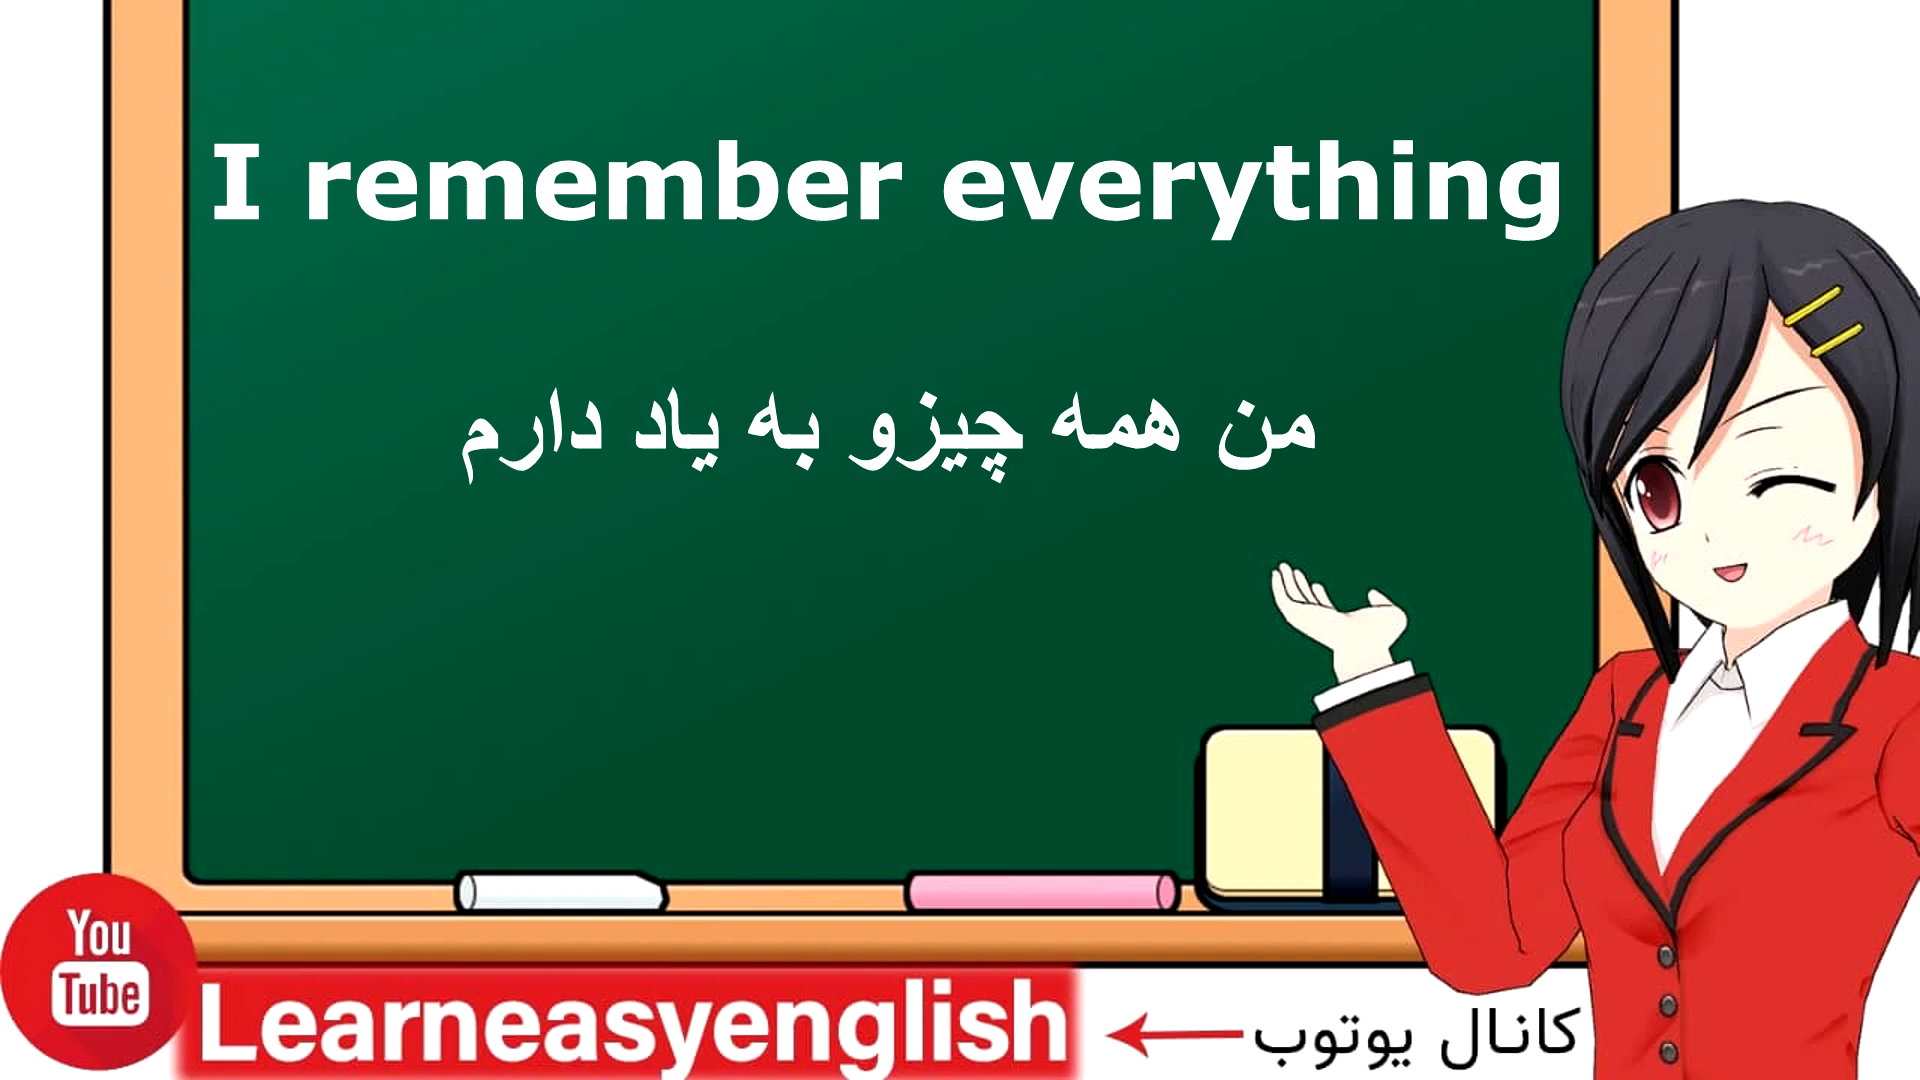 I remember everything
من همه چیزو به یاد دارم
You
Tube
Learneasyenglish
کانال یوتوب